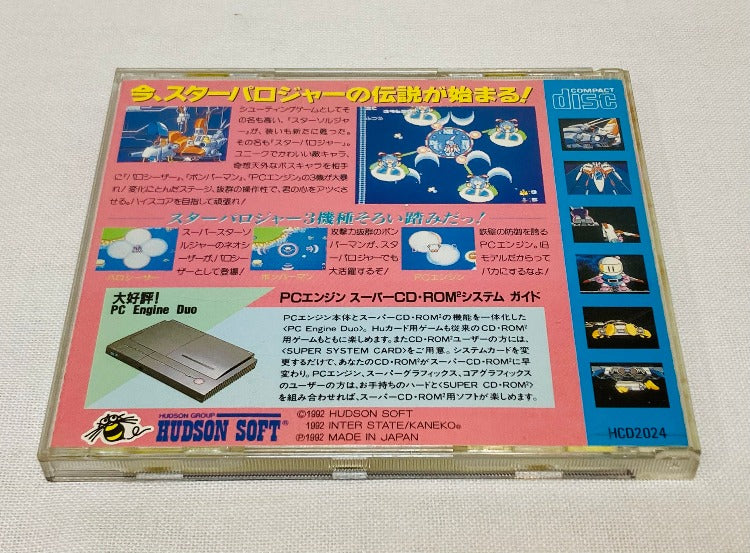 今、スターパロジャーの伝説が始まる!
COMPACT
disc
シューティングゲームとしてそ
の名も高い、「スターソルジャ
ー」が、装いも新たに甦った。
その名も「スターパロジャー」。
ユニークでかわいい敵キャラ、
奇想天外なボスキャラを相手
に「パロシーザー」、「ボンバーマン」、「PCエンジン」の3機が大暴
れ!変化にとんだステージ、抜群の操作性で、君の心をアツくさ
せる。ハイスコアを目指して頑張れ!
スターパロジャー3機種そろい踏みだっ!
スーパースターソ
ルジャーのネオシ
ーザーが、パロシー
ザーとして登場!
パロシーザー
攻撃力抜群のボン
バーマンが、スタ
ーパロジャーでも
大活躍するぞ!
ボンバーマン
鉄壁の防御を誇る
PCエンジン。旧
モデルだからって
バカにするなよ!
PCエンジン
大好評!
PC Engine Duo
PCエンジン スーパーCD・ROM²システム ガイド
PCエンジン本体とスーパーCD・ROM²の機能を一体化した
<PC Engine Duo>。Huカード用ゲームも従来のCD・ROM²
用ゲームもともに楽しめます。またCD・ROM²ユーザーの方には、
<SUPER SYSTEM CARD>をご用意。システムカードを変
更するだけで、あなたのCD・ROM²がスーパーCD・ROM²に早
変わり。PCエンジン、スーパーグラフィックス、コアグラフィックス
のユーザーの方は、お手持ちのハードと<SUPER CD・ROM²>
を組み合わせれば、スーパーCD・ROM²用ソフトが楽しめます。
HUDSON GROUP
HUDSON SOFT®
©1992 HUDSON SOFT
1992 INTER STATE/KANEKO®
Ⓟ1992 MADE IN JAPAN
HCD2024